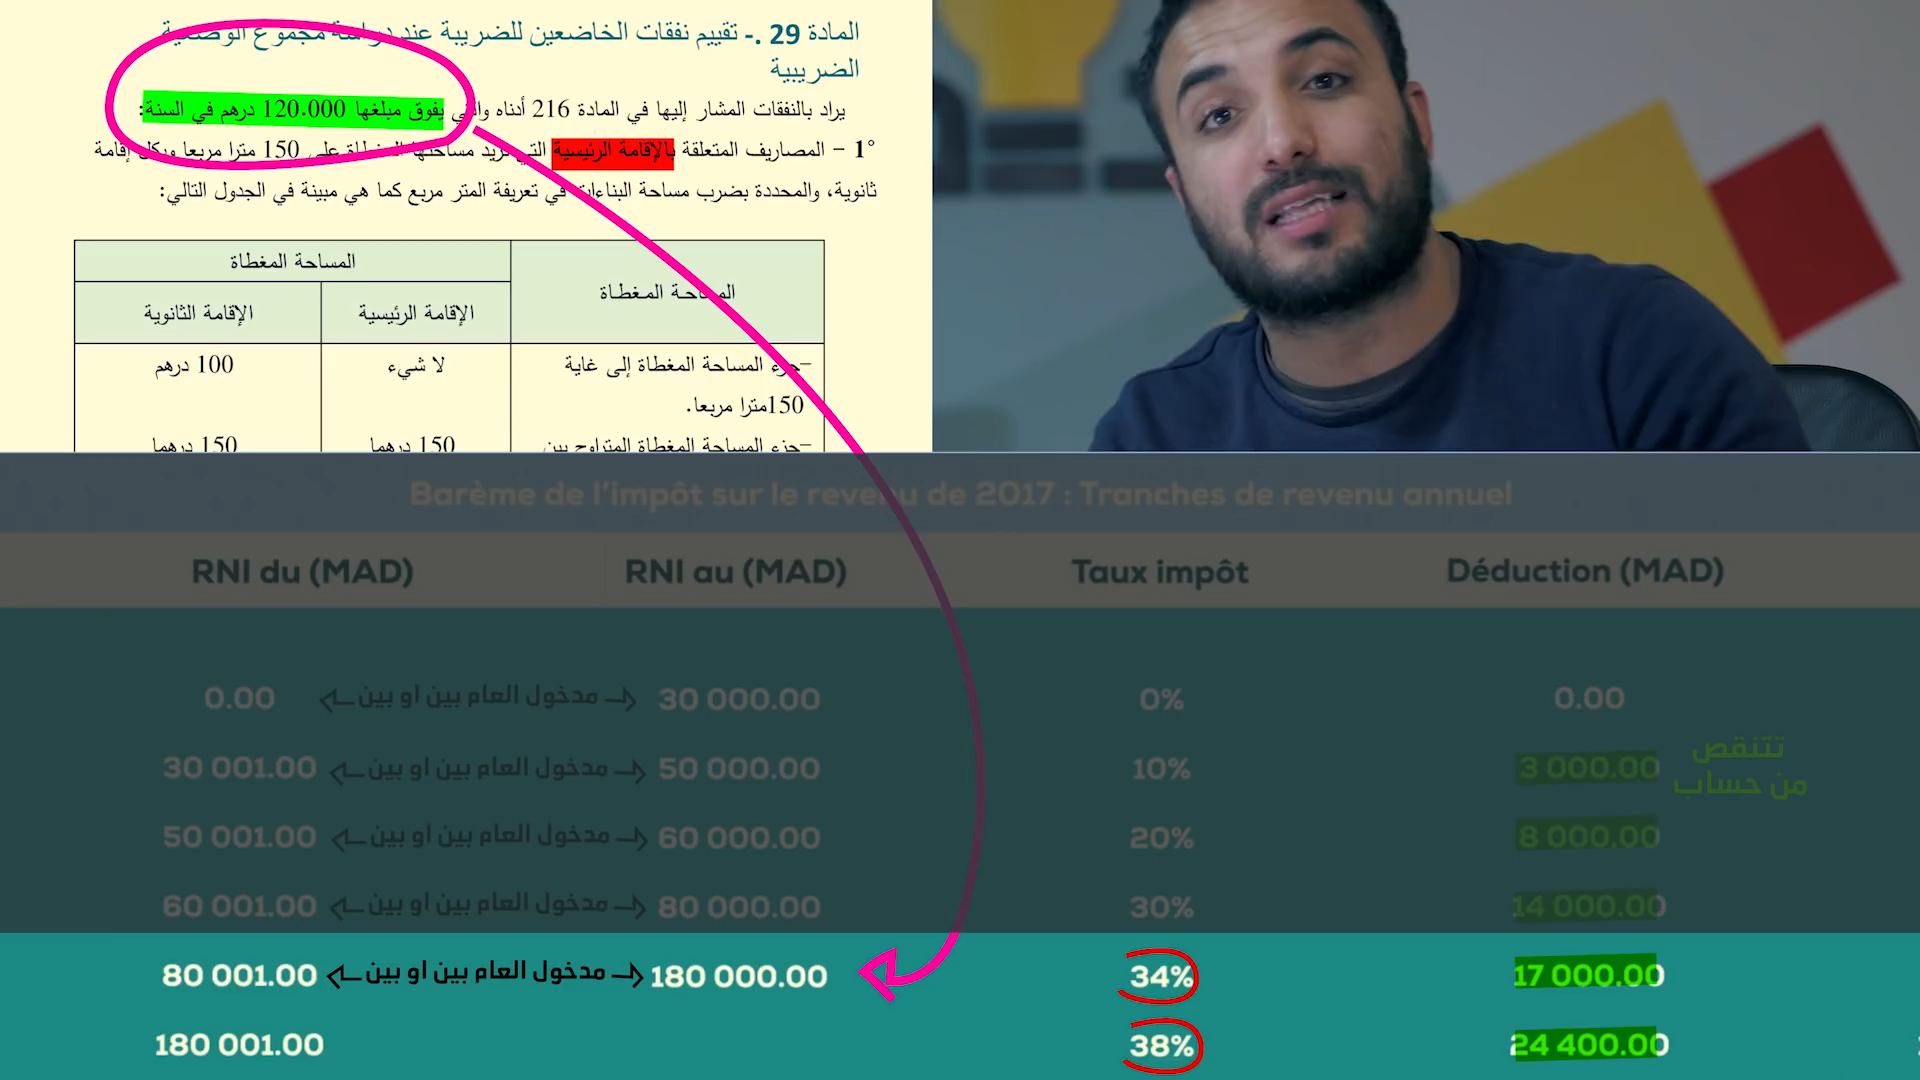 المادة 29 .- تقييم نفقات الخاضعين للضريبة عند دراسة مجموع الوضعية
الضريبية
يراد بالنفقات المشار إليها في المادة 216 أدناه والتي يفوق مبلغها 120.000 درهم في السنة:
1° – المصاريف المتعلقة بالإقامة الرئيسية التي تزيد مساحتها المغطاة على 150 مترا مربعا وبكل إقامة
ثانوية، والمحددة بضرب مساحة البناءات في تعريفة المتر مربع كما هي مبينة في الجدول التالي:
المساحة المغطاة
المساحة المغطاة
الإقامة الرئيسية
الإقامة الثانوية
–جزء المساحة المغطاة إلى غاية
150مترا مربعا.
لا شيء
100 درهم
–جزء المساحة المغطاة المتراوح بين
150 درهما
150 درهما
Barème de l'impôt sur le revenu de 2017 : Tranches de revenu annuel
RNI du (MAD) RNI au (MAD) Taux impôt Déduction (MAD)
0.00 مدخول العام بين او بين 30 000.00 0% 0.00
30 001.00 مدخول العام بين او بين 50 000.00 10% 3 000.00
تتنقص
من حساب
50 001.00 مدخول العام بين او بين 60 000.00 20% 8 000.00
60 001.00 مدخول العام بين او بين 80 000.00 30% 14 000.00
80 001.00 مدخول العام بين او بين 180 000.00 34% 17 000.00
180 001.00 38% 24 400.00